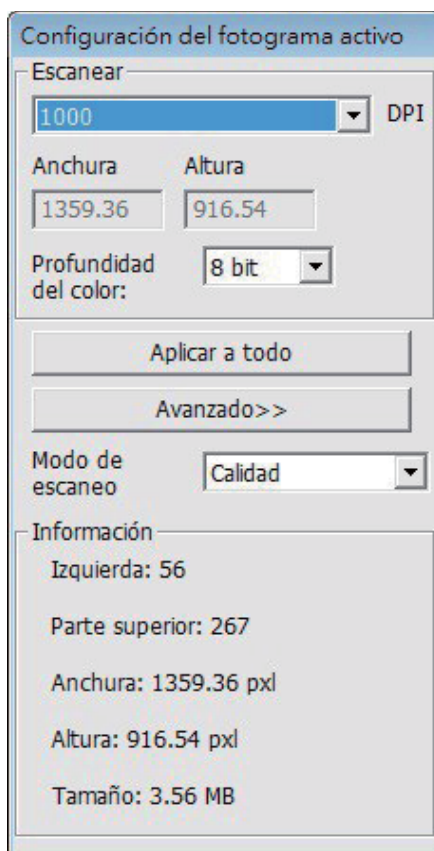 Configuración del fotograma activo
Escanear
1000 DPI
Anchura Altura
1359.36 916.54
Profundidad 8 bit
del color:
Aplicar a todo
Avanzado>>
Modo de Calidad
escaneo
Información
Izquierda: 56
Parte superior: 267
Anchura: 1359.36 pxl
Altura: 916.54 pxl
Tamaño: 3.56 MB